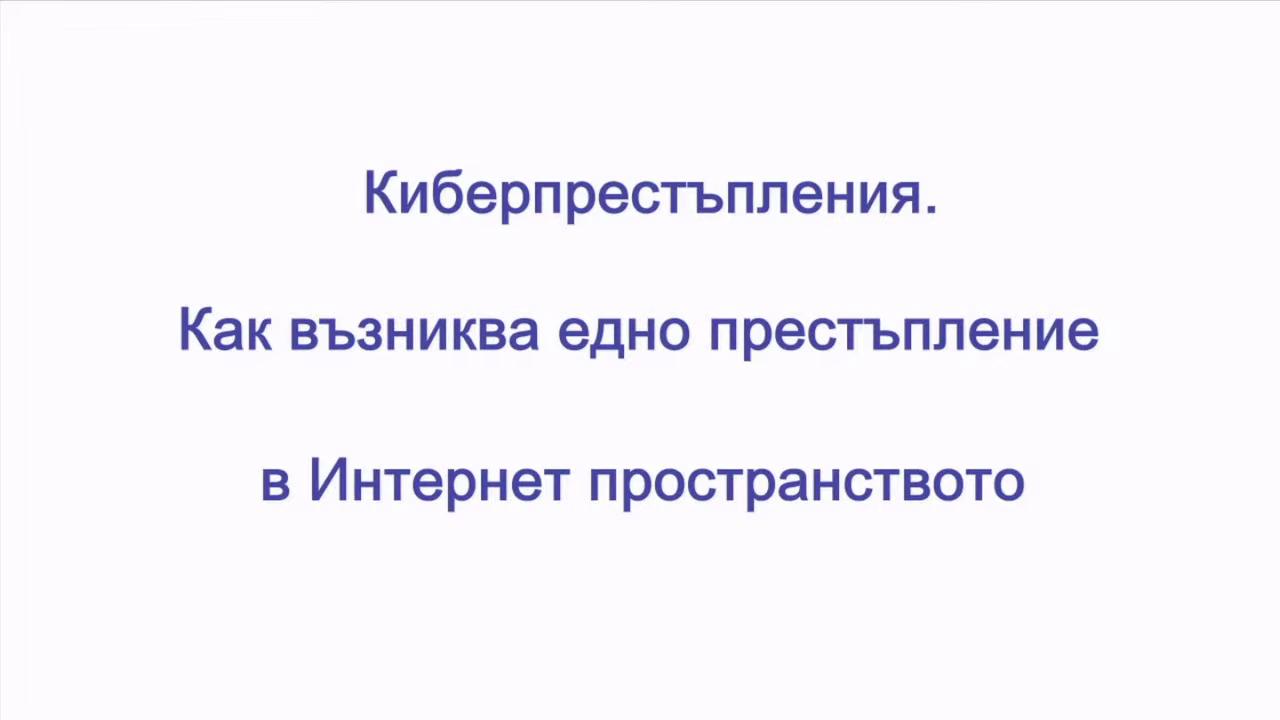 Киберпрестъпления.
Как възниква едно престъпление
в Интернет пространството